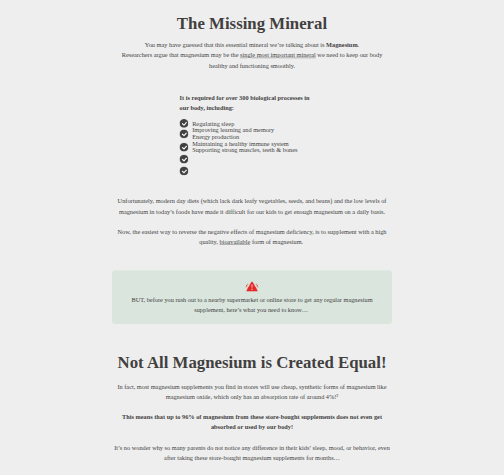 The Missing Mineral
You may have guessed that this essential mineral we're talking about is Magnesium.
Researchers argue that magnesium may be the single most important mineral we need to keep our body
healthy and functioning smoothly.
It is required for over 300 biological processes in
our body, including:
Regulating sleep
Improving learning and memory
Energy production
Maintaining a healthy immune system
Supporting strong muscles, teeth & bones
Unfortunately, modern day diets (which lack dark leafy vegetables, seeds, and beans) and the low levels of
magnesium in today's foods have made it difficult for our kids to get enough magnesium on a daily basis.
Now, the easiest way to reverse the negative effects of magnesium deficiency, is to supplement with a high
quality, bioavailable form of magnesium.
BUT, before you rush out to a nearby supermarket or online store to get any regular magnesium
supplement, here's what you need to know…
Not All Magnesium is Created Equal!
In fact, most magnesium supplements you find in stores will use cheap, synthetic forms of magnesium like
magnesium oxide, which only has an absorption rate of around 4%!²
This means that up to 96% of magnesium from these store-bought supplements does not even get
absorbed or used by our body!
It's no wonder why so many parents do not notice any difference in their kids' sleep, mood, or behavior, even
after taking these store-bought magnesium supplements for months…